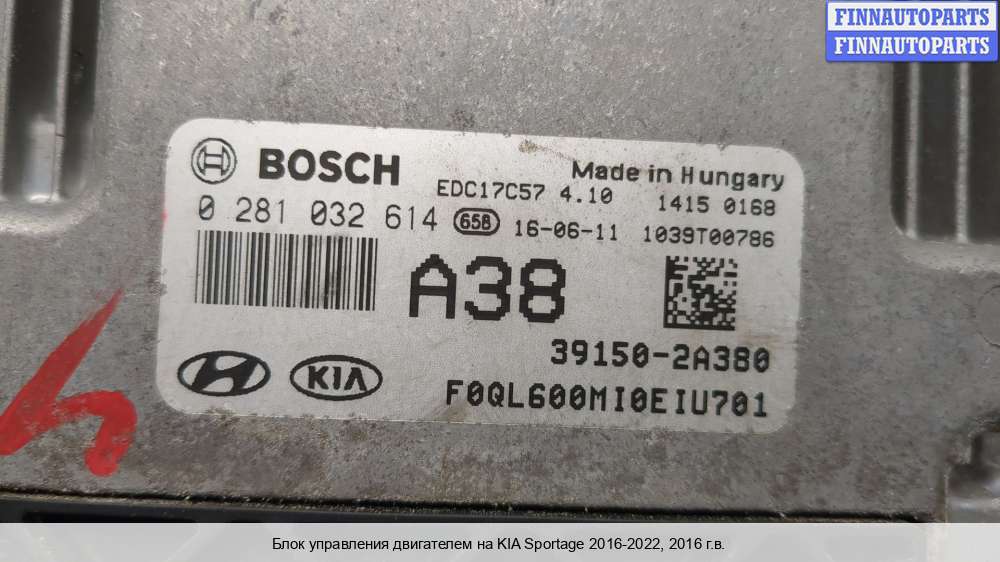 FINNAUTOPARTS
FINNAUTOPARTS
BOSCH
Made in Hungary
EDC17C57 4.10 1415 0168
0 281 032 614 658 16-06-11 1039T00786
A38
39150-2A380
KIA
F0QL600MI0EIU701
Блок управления двигателем на KIA Sportage 2016-2022, 2016 г.в.